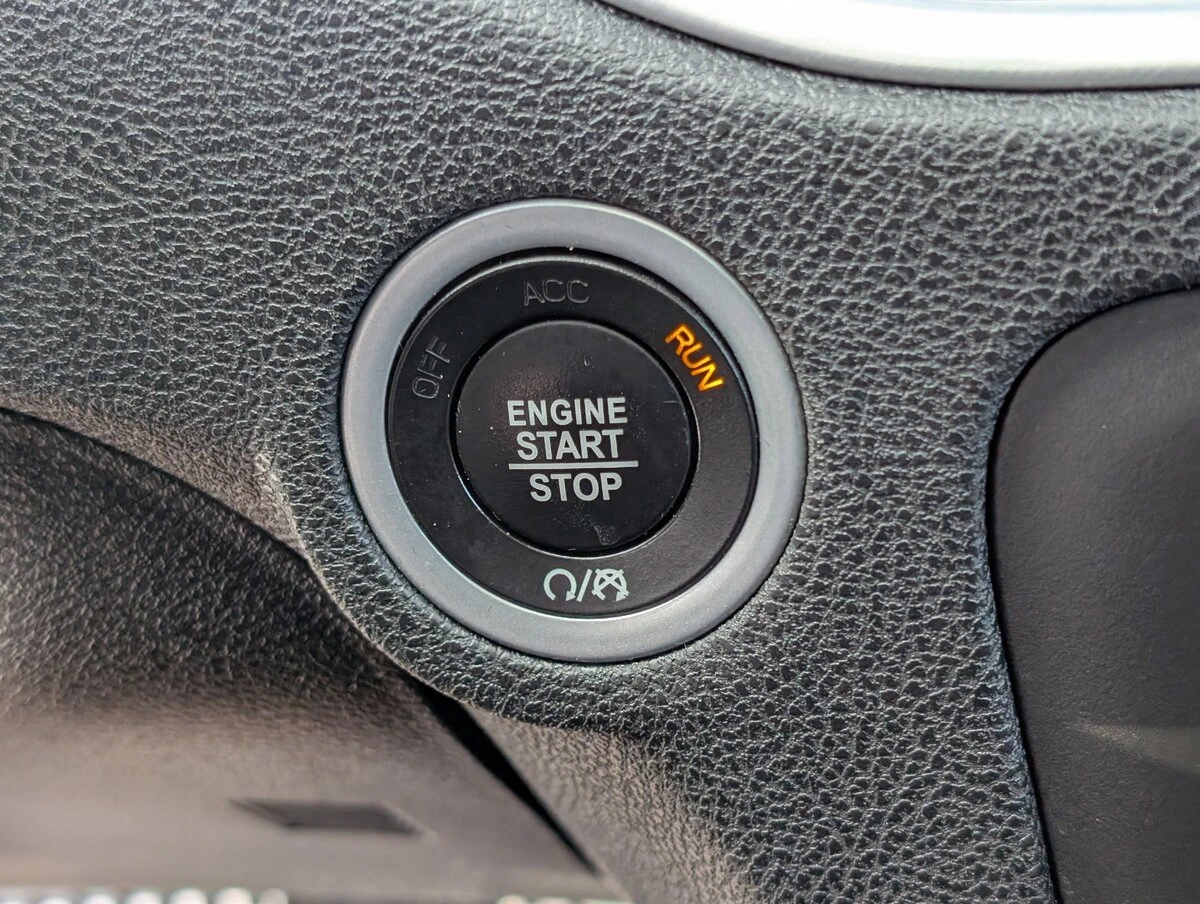 OFF
ACC
RUN
ENGINE
START
STOP